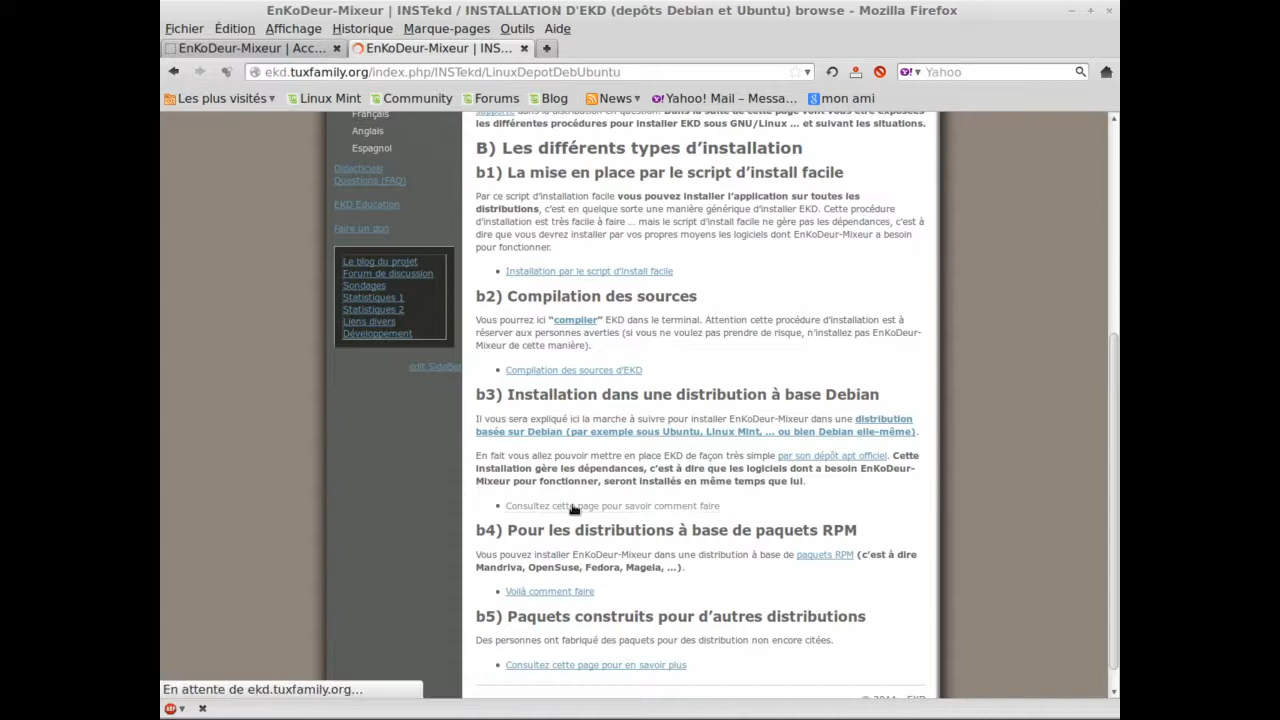 EnKoDeur-Mixeur | INSTekd / INSTALLATION D'EKD (depôts Debian et Ubuntu) browse - Mozilla Firefox
Fichier Édition Affichage Historique Marque-pages Outils Aide
EnKoDeur-Mixeur | Acc... EnKoDeur-Mixeur | INS...
ekd.tuxfamily.org/index.php/INSTekd/LinuxDepotDebUbuntu Yahoo
Les plus visités Linux Mint Community Forums Blog News Yahoo! Mail – Messa... mon ami
Français
Anglais
Espagnol
Didacticiels
Questions (FAQ)
EKD Education
Faire un don
Le blog du projet
Forum de discussion
Sondages
Statistiques 1
Statistiques 2
Liens divers
Développement
edit SideBar
les différentes procédures pour installer EKD sous GNU/Linux ... et suivant les situations.
B) Les différents types d’installation
b1) La mise en place par le script d’install facile
Par ce script d’installation facile vous pouvez installer l’application sur toutes les
distributions, c’est en quelque sorte une manière générique d’installer EKD. Cette procédure
d’installation est très facile à faire ... mais le script d’install facile ne gère pas les dépendances, c’est à
dire que vous devrez installer par vos propres moyens les logiciels dont EnKoDeur-Mixeur a besoin
pour fonctionner.
• Installation par le script d’install facile
b2) Compilation des sources
Vous pourrez ici “compiler” EKD dans le terminal. Attention cette procédure d’installation est à
réserver aux personnes averties (si vous ne voulez pas prendre de risque, n’installez pas EnKoDeur-
Mixeur de cette manière).
• Compilation des sources d’EKD
b3) Installation dans une distribution à base Debian
Il vous sera expliqué ici la marche à suivre pour installer EnKoDeur-Mixeur dans une distribution
basée sur Debian (par exemple sous Ubuntu, Linux Mint, ... ou bien Debian elle-même).
En fait vous allez pouvoir mettre en place EKD de façon très simple par son dépôt apt officiel. Cette
installation gère les dépendances, c’est à dire que les logiciels dont a besoin EnKoDeur-
Mixeur pour fonctionner, seront installés en même temps que lui.
• Consultez cette page pour savoir comment faire
b4) Pour les distributions à base de paquets RPM
Vous pouvez installer EnKoDeur-Mixeur dans une distribution à base de paquets RPM (c’est à dire
Mandriva, OpenSuse, Fedora, Mageia, ...).
• Voilà comment faire
b5) Paquets construits pour d’autres distributions
Des personnes ont fabriqué des paquets pour des distribution non encore citées.
• Consultez cette page pour en savoir plus
En attente de ekd.tuxfamily.org...